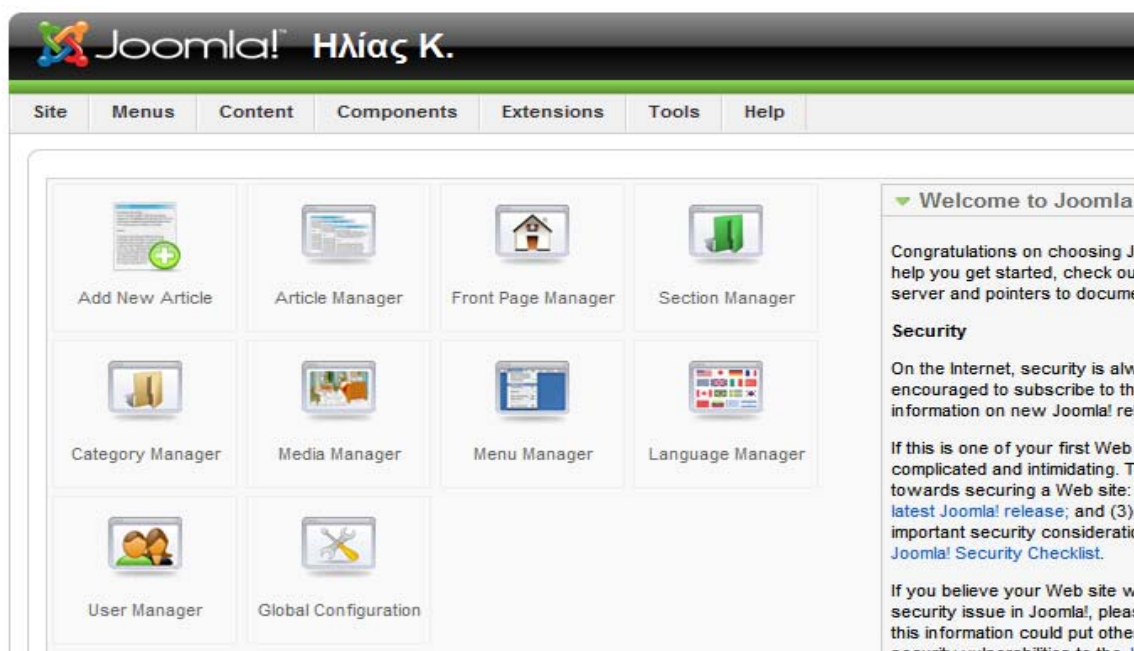 Joomla!™ Ηλίας Κ.
Site Menus Content Components Extensions Tools Help
Add New Article
Article Manager
Front Page Manager
Section Manager
Category Manager
Media Manager
Menu Manager
Language Manager
User Manager
Global Configuration
Welcome to Joomla
Congratulations on choosing J
help you get started, check ou
server and pointers to docume
Security
On the Internet, security is alw
encouraged to subscribe to th
information on new Joomla! re
If this is one of your first Web
complicated and intimidating. T
towards securing a Web site:
latest Joomla! release; and (3)
important security consideratio
Joomla! Security Checklist.
If you believe your Web site w
security issue in Joomla!, pleas
this information could put othe